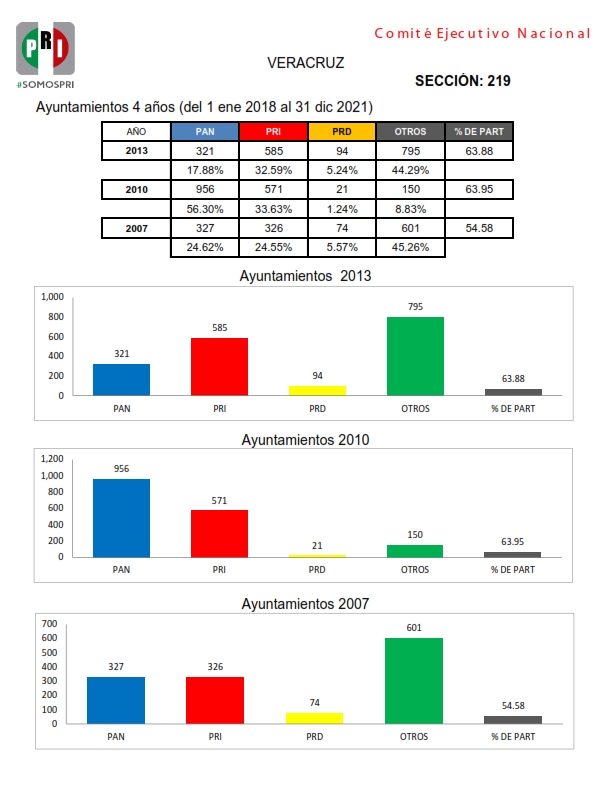 Comité Ejecutivo Nacional
PRI
#SOMOSPRI
VERACRUZ
SECCIÓN: 219
Ayuntamientos 4 años (del 1 ene 2018 al 31 dic 2021)
AÑO PAN PRI PRD OTROS % DE PART
2013 321 585 94 795 63.88
17.88% 32.59% 5.24% 44.29%
2010 956 571 21 150 63.95
56.30% 33.63% 1.24% 8.83%
2007 327 326 74 601 54.58
24.62% 24.55% 5.57% 45.26%
Ayuntamientos 2013
1,000
800
600
400
200
0
321 585 94 795 63.88
PAN PRI PRD OTROS % DE PART
Ayuntamientos 2010
1,200
1,000
800
600
400
200
0
956 571 21 150 63.95
PAN PRI PRD OTROS % DE PART
Ayuntamientos 2007
700
600
500
400
300
200
100
0
327 326 74 601 54.58
PAN PRI PRD OTROS % DE PART